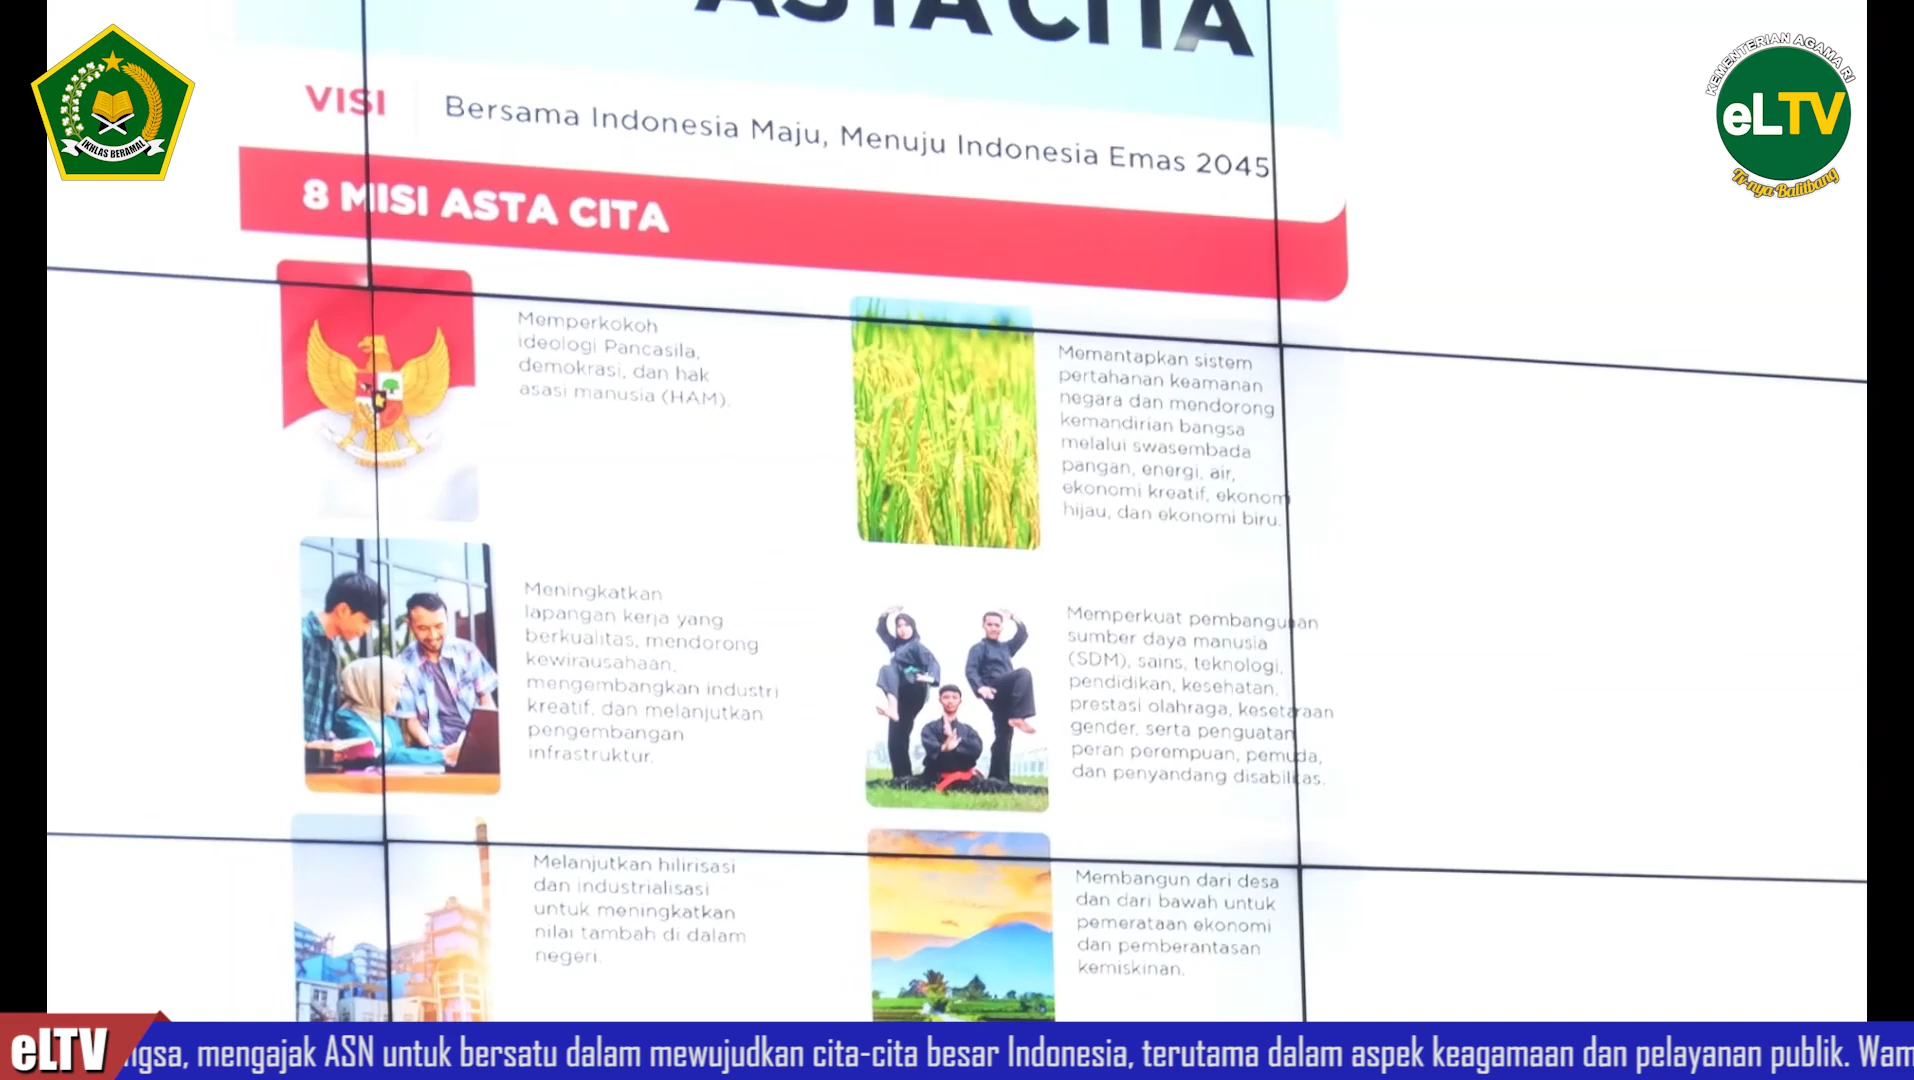 ASTA CITA
IKHLAS BERAMAL
KEMENTERIAN AGAMA RI
eLTV
Tv-nya Balitbang
VISI
Bersama Indonesia Maju, Menuju Indonesia Emas 2045
8 MISI ASTA CITA
Memperkokoh
ideologi Pancasila,
demokrasi, dan hak
asasi manusia (HAM).
Memantapkan sistem
pertahanan keamanan
negara dan mendorong
kemandirian bangsa
melalui swasembada
pangan, energi, air,
ekonomi kreatif, ekonomi
hijau, dan ekonomi biru.
Meningkatkan
lapangan kerja yang
berkualitas, mendorong
kewirausahaan,
mengembangkan industri
kreatif, dan melanjutkan
pengembangan
infrastruktur.
Memperkuat pembangunan
sumber daya manusia
(SDM), sains, teknologi,
pendidikan, kesehatan,
prestasi olahraga, kesetaraan
gender, serta penguatan
peran perempuan, pemuda,
dan penyandang disabilitas.
Melanjutkan hilirisasi
dan industrialisasi
untuk meningkatkan
nilai tambah di dalam
negeri.
Membangun dari desa
dan dari bawah untuk
pemerataan ekonomi
dan pemberantasan
kemiskinan.
eLTV
ngsa, mengajak ASN untuk bersatu dalam mewujudkan cita-cita besar Indonesia, terutama dalam aspek keagamaan dan pelayanan publik. Wam